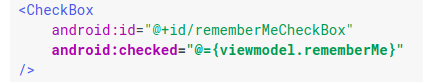 <CheckBox
    android:id="@+id/rememberMeCheckBox"
    android:checked="@={viewmodel.rememberMe}"
/>